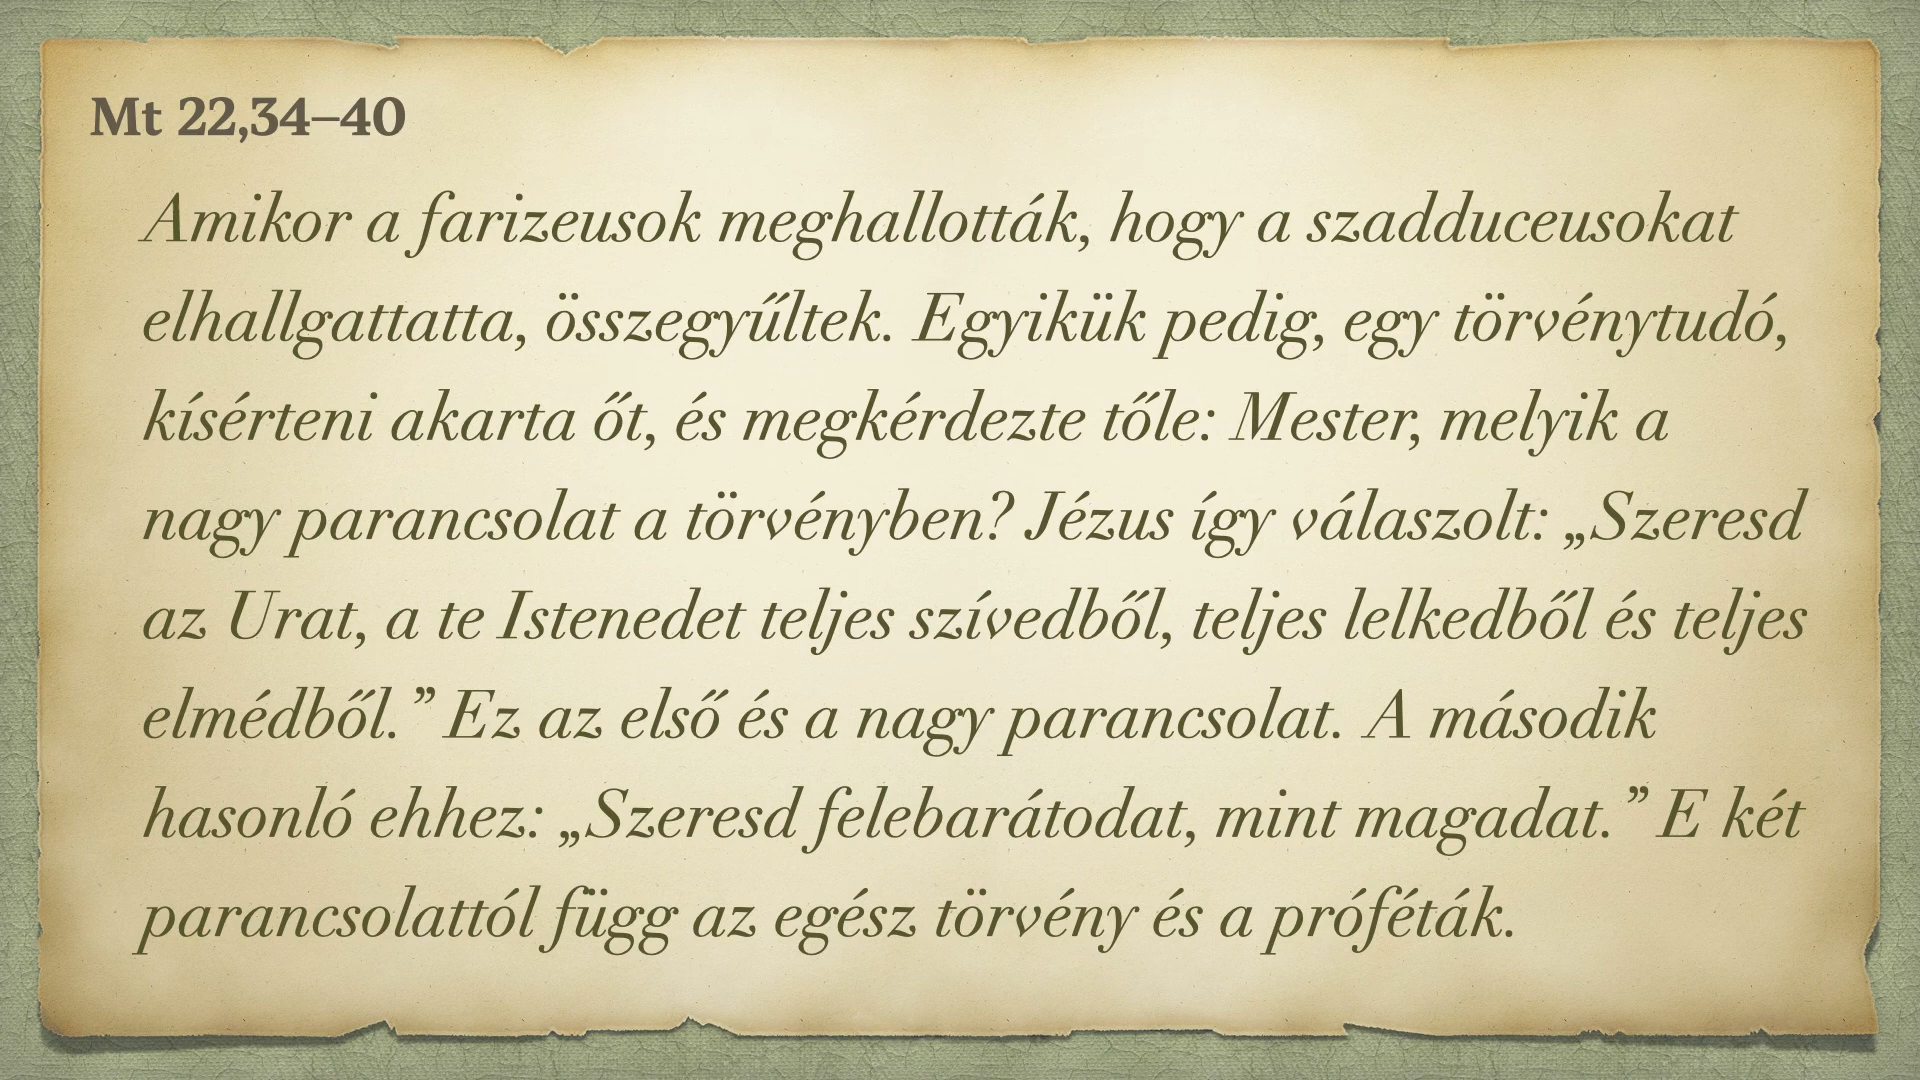 Mt 22,34–40
Amikor a farizeusok meghallották, hogy a szadduceusokat
elhallgattatta, összegyűltek. Egyikük pedig, egy törvénytudó,
kísérteni akarta őt, és megkérdezte tőle: Mester, melyik a
nagy parancsolat a törvényben? Jézus így válaszolt: „Szeresd
az Urat, a te Istenedet teljes szívedből, teljes lelkedből és teljes
elmédből.” Ez az első és a nagy parancsolat. A második
hasonló ehhez: „Szeresd felebarátodat, mint magadat.” E két
parancsolattól függ az egész törvény és a próféták.